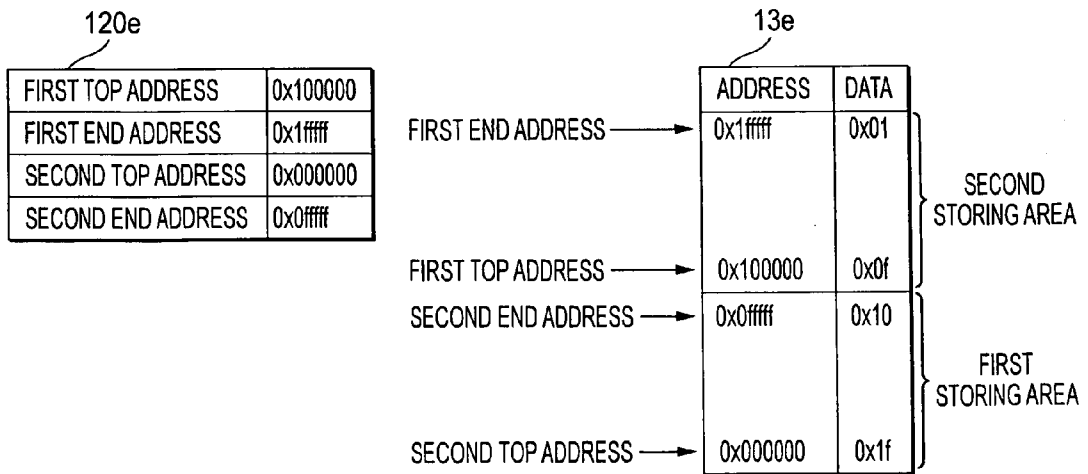 120e
FIRST TOP ADDRESS 0x100000
FIRST END ADDRESS 0x1fffff
SECOND TOP ADDRESS 0x000000
SECOND END ADDRESS 0x0fffff
13e
ADDRESS DATA
FIRST END ADDRESS 0x1fffff 0x01
SECOND
STORING AREA
FIRST TOP ADDRESS 0x100000 0x0f
SECOND END ADDRESS 0x0fffff 0x10
FIRST
STORING AREA
SECOND TOP ADDRESS 0x000000 0x1f